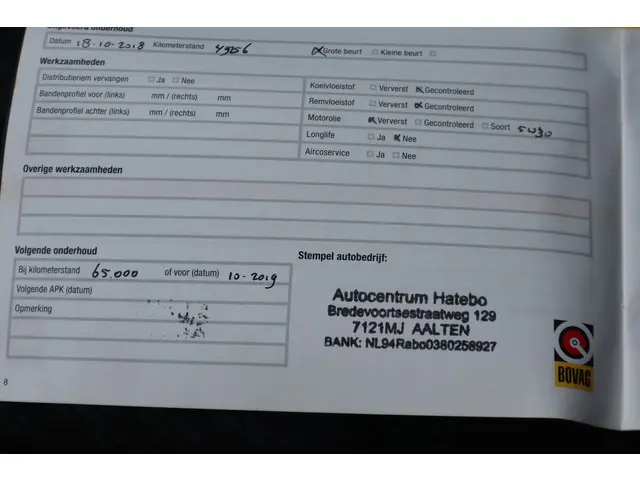 Uitgevoerd onderhoud
Datum 18-10-2018 Kilometerstand 49256 Grote beurt Kleine beurt
Werkzaamheden
Distributieriem vervangen Ja Nee
Bandenprofiel voor (links) mm / (rechts) mm
Bandenprofiel achter (links) mm / (rechts) mm
Koelvloeistof Ververst Gecontroleerd
Remvloeistof Ververst Gecontroleerd
Motorolie Ververst Gecontroleerd Soort 5W30
Longlife Ja Nee
Aircoservice Ja Nee
Overige werkzaamheden
Volgende onderhoud
Bij kilometerstand 65.000 of voor (datum) 10-2019
Volgende APK (datum)
Opmerking
Stempel autobedrijf:
Autocentrum Hatebo
Bredevoortsestraatweg 129
7121MJ AALTEN
BANK: NL94Rabo0380258927
BOVAG
8